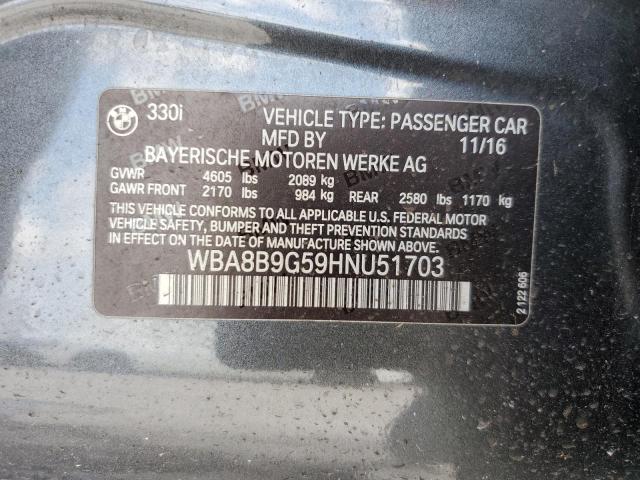 330i VEHICLE TYPE: PASSENGER CAR
MFD BY 11/16
BAYERISCHE MOTOREN WERKE AG
GVWR 4605 lbs 2089 kg
GAWR FRONT 2170 lbs 984 kg REAR 2580 lbs 1170 kg
THIS VEHICLE CONFORMS TO ALL APPLICABLE U.S. FEDERAL MOTOR
VEHICLE SAFETY, BUMPER AND THEFT PREVENTION STANDARDS
IN EFFECT ON THE DATE OF MANUFACTURE SHOWN ABOVE.
WBA8B9G59HNU51703
2 122 606